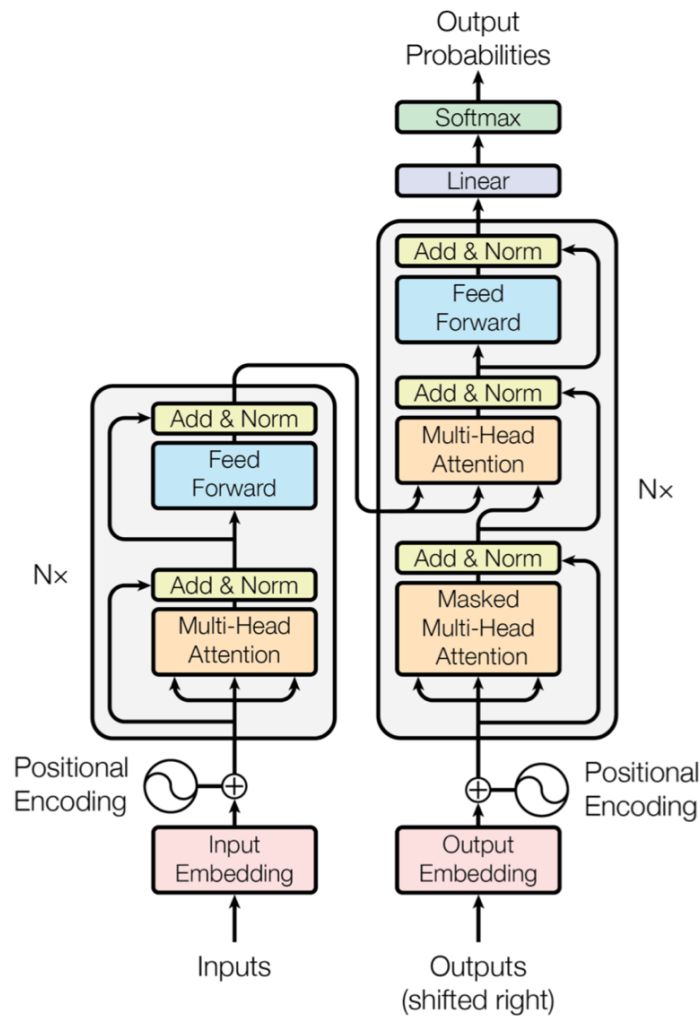 Output
Probabilities
Softmax
Linear
Add & Norm
Feed
Forward
Add & Norm
Multi-Head
Attention
Nx
Add & Norm
Masked
Multi-Head
Attention
Add & Norm
Feed
Forward
Nx
Add & Norm
Multi-Head
Attention
Positional
Encoding
Positional
Encoding
Input
Embedding
Output
Embedding
Inputs
Outputs
(shifted right)